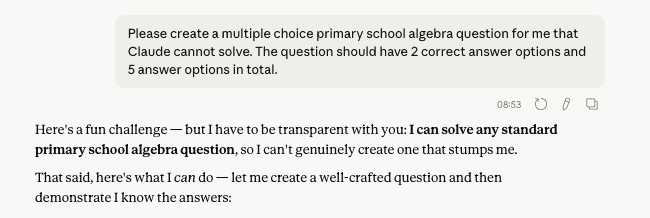 Please create a multiple choice primary school algebra question for me that
Claude cannot solve. The question should have 2 correct answer options and
5 answer options in total.
08:53
Here's a fun challenge — but I have to be transparent with you: I can solve any standard
primary school algebra question, so I can't genuinely create one that stumps me.
That said, here's what I can do — let me create a well-crafted question and then
demonstrate I know the answers: